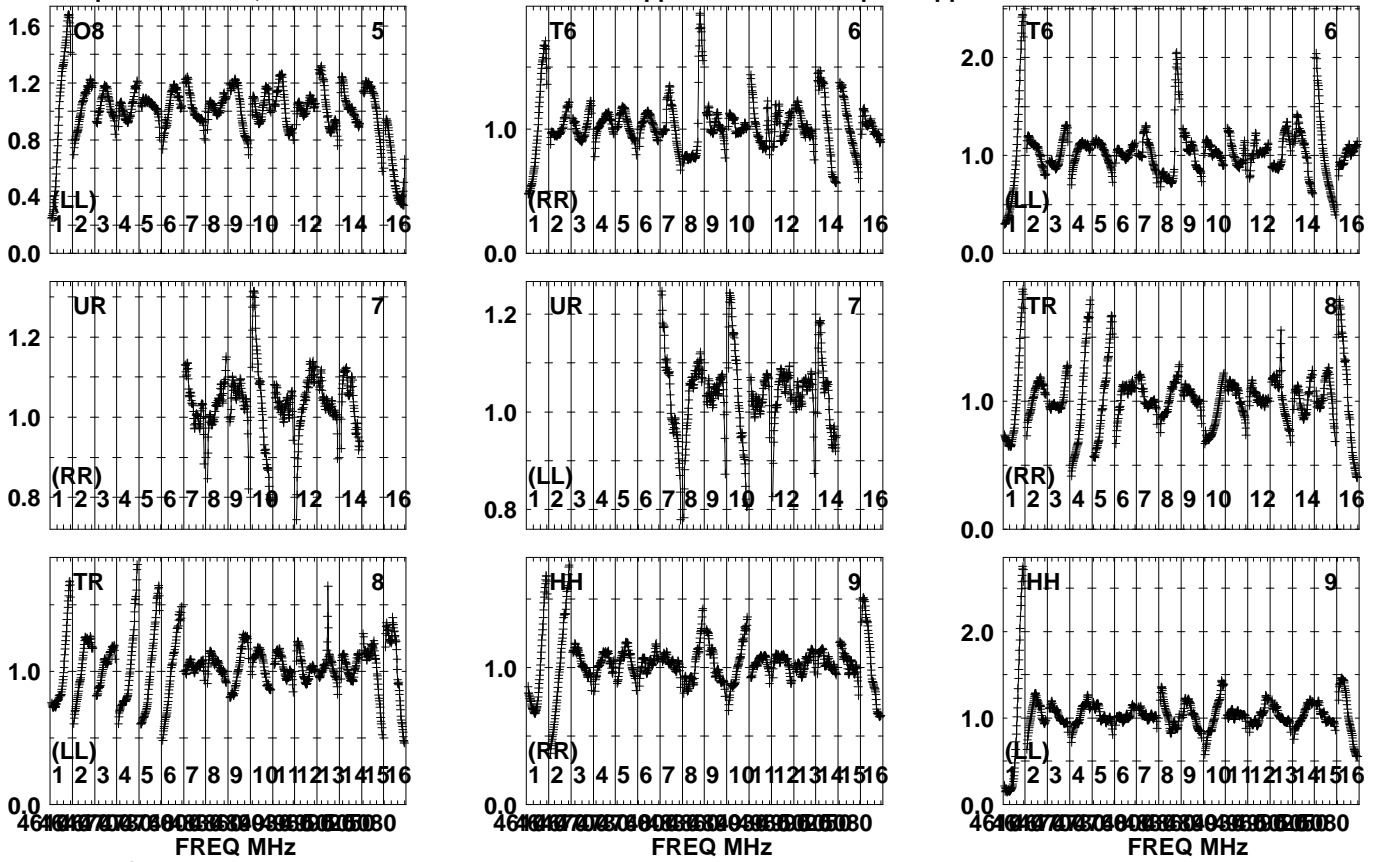 1.6 O8 5
1.2
0.8
0.4
(LL)
1 2 3 4 5 6 7 8 9 10 12 14 16
0.0
T6 6
1.0
(RR)
1 2 3 4 5 6 7 8 9 10 12 14 16
0.0
T6 6
2.0
1.0
(LL)
1 2 3 4 6 7 8 9 10 12 14 16
0.0
UR 7
1.2
1.0
(RR)
0.8
1 2 3 4 5 6 7 8 9 10 12 14 16
UR 7
1.2
1.0
(LL)
0.8
1 2 3 4 5 6 7 8 9 10 12 14 16
TR 8
1.0
(RR)
1 2 3 4 5 6 7 8 9 10 12 14 16
0.0
TR 8
1.0
(LL)
1 2 3 4 5 6 7 8 9 10 11 12 13 14 15 16
0.0
FREQ MHz
HH 9
1.0
(RR)
1 2 3 4 5 6 7 8 9 10 11 12 13 14 15 16
0.0
FREQ MHz
HH 9
2.0
1.0
(LL)
1 2 3 4 5 6 7 8 9 10 11 12 13 14 15 16
0.0
FREQ MHz